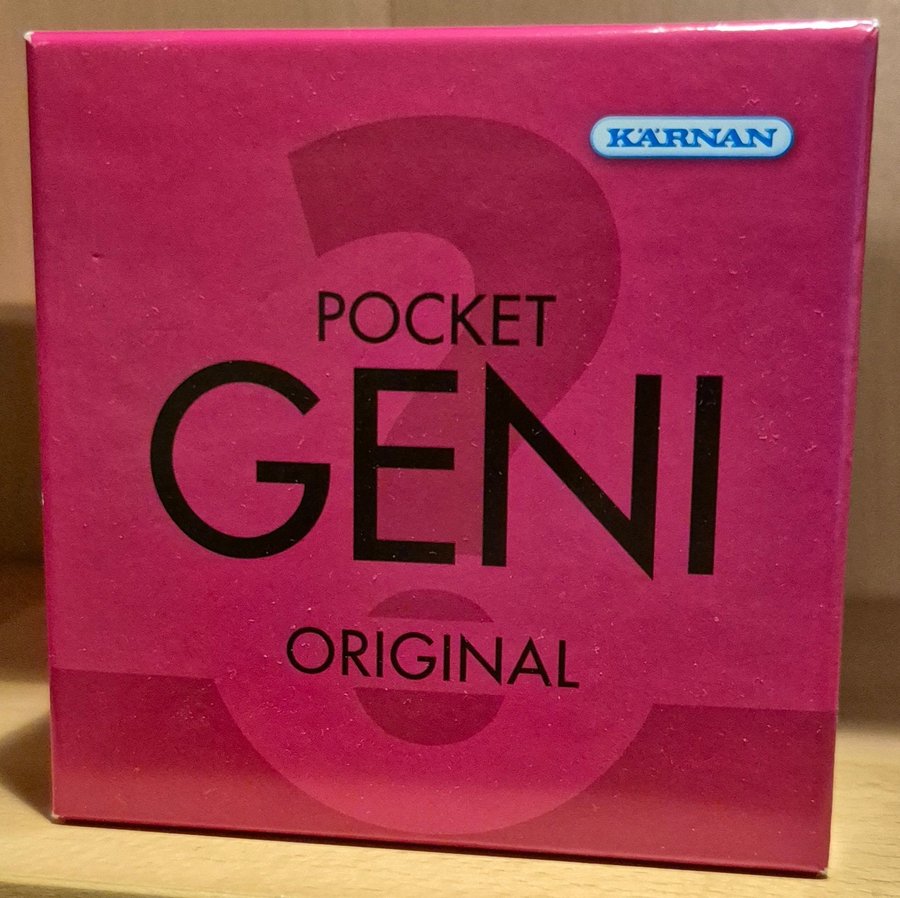 KÄRNAN
POCKET
GENI
ORIGINAL